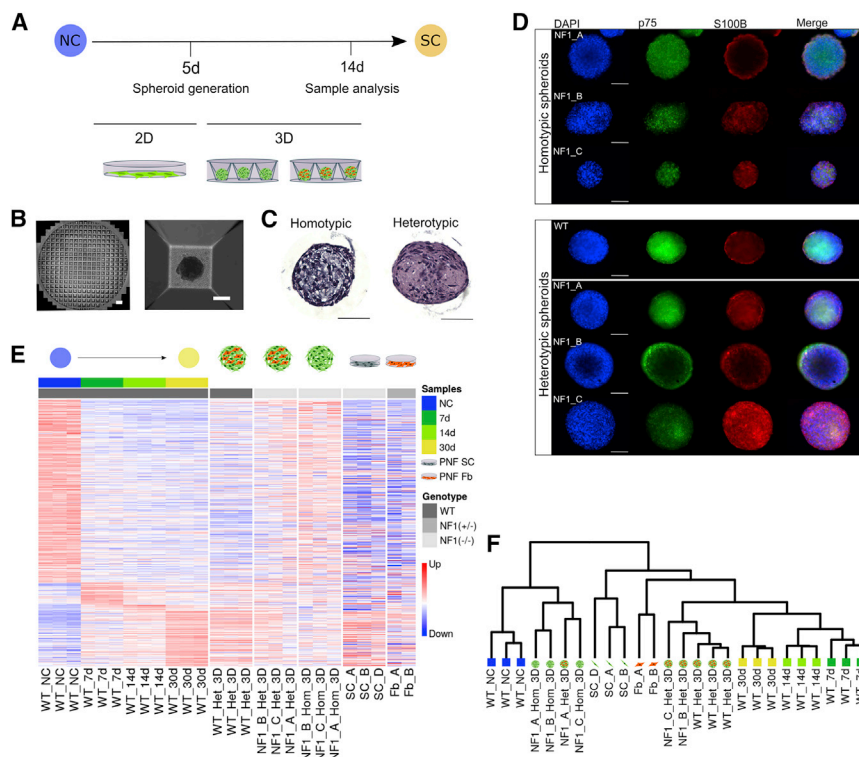 A
NC
SC
5d
14d
Spheroid generation
Sample analysis
2D
3D
B
C
Homotypic
Heterotypic
D
DAPI
p75
S100B
Merge
Homotypic spheroids
NF1_A
NF1_B
NF1_C
Heterotypic spheroids
WT
NF1_A
NF1_B
NF1_C
E
Samples
NC
7d
14d
30d
PNF SC
PNF Fb
Genotype
WT
NF1(+/-)
NF1(-/-)
Up
Down
WT_NC
WT_NC
WT_NC
WT_7d
WT_7d
WT_7d
WT_14d
WT_14d
WT_14d
WT_30d
WT_30d
WT_30d
WT_Het_3D
WT_Het_3D
WT_Het_3D
NF1_B_Het_3D
NF1_C_Het_3D
NF1_A_Het_3D
NF1_B_Hom_3D
NF1_C_Hom_3D
NF1_A_Hom_3D
SC_A
SC_B
SC_D
Fb_A
Fb_B
F
WT_NC
WT_NC
WT_NC
NF1_A_Hom_3D
NF1_B_Hom_3D
NF1_A_Het_3D
NF1_C_Hom_3D
SC_D
SC_A
SC_B
Fb_A
Fb_B
NF1_C_Het_3D
NF1_B_Het_3D
WT_Het_3D
WT_Het_3D
WT_Het_3D
WT_30d
WT_30d
WT_30d
WT_14d
WT_14d
WT_14d
WT_7d
WT_7d